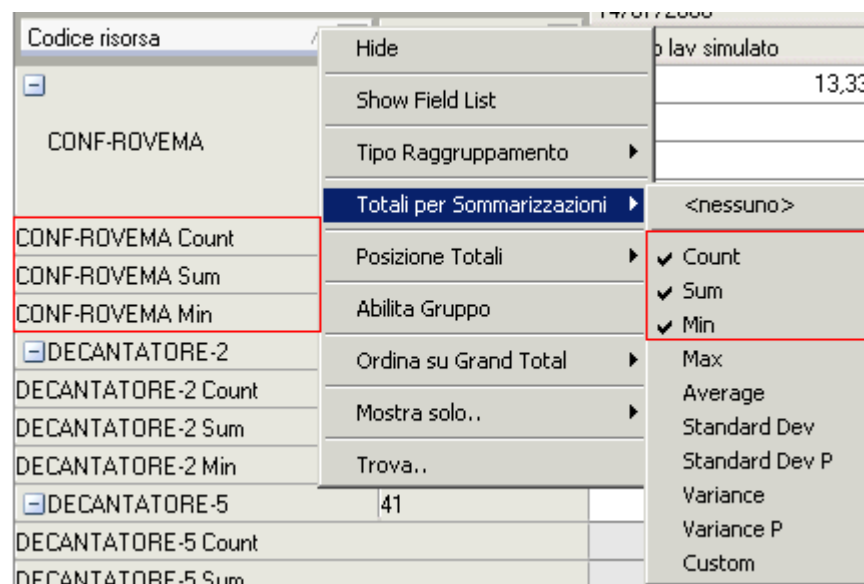 Codice risorsa
lav simulato
13,33
CONF-ROVEMA
CONF-ROVEMA Count
CONF-ROVEMA Sum
CONF-ROVEMA Min
DECANTATORE-2
DECANTATORE-2 Count
DECANTATORE-2 Sum
DECANTATORE-2 Min
DECANTATORE-5
41
DECANTATORE-5 Count
DECANTATORE-5 Sum
Hide
Show Field List
Tipo Raggruppamento
Totali per Sommarizzazioni
Posizione Totali
Abilita Gruppo
Ordina su Grand Total
Mostra solo..
Trova..
<nessuno>
Count
Sum
Min
Max
Average
Standard Dev
Standard Dev P
Variance
Variance P
Custom